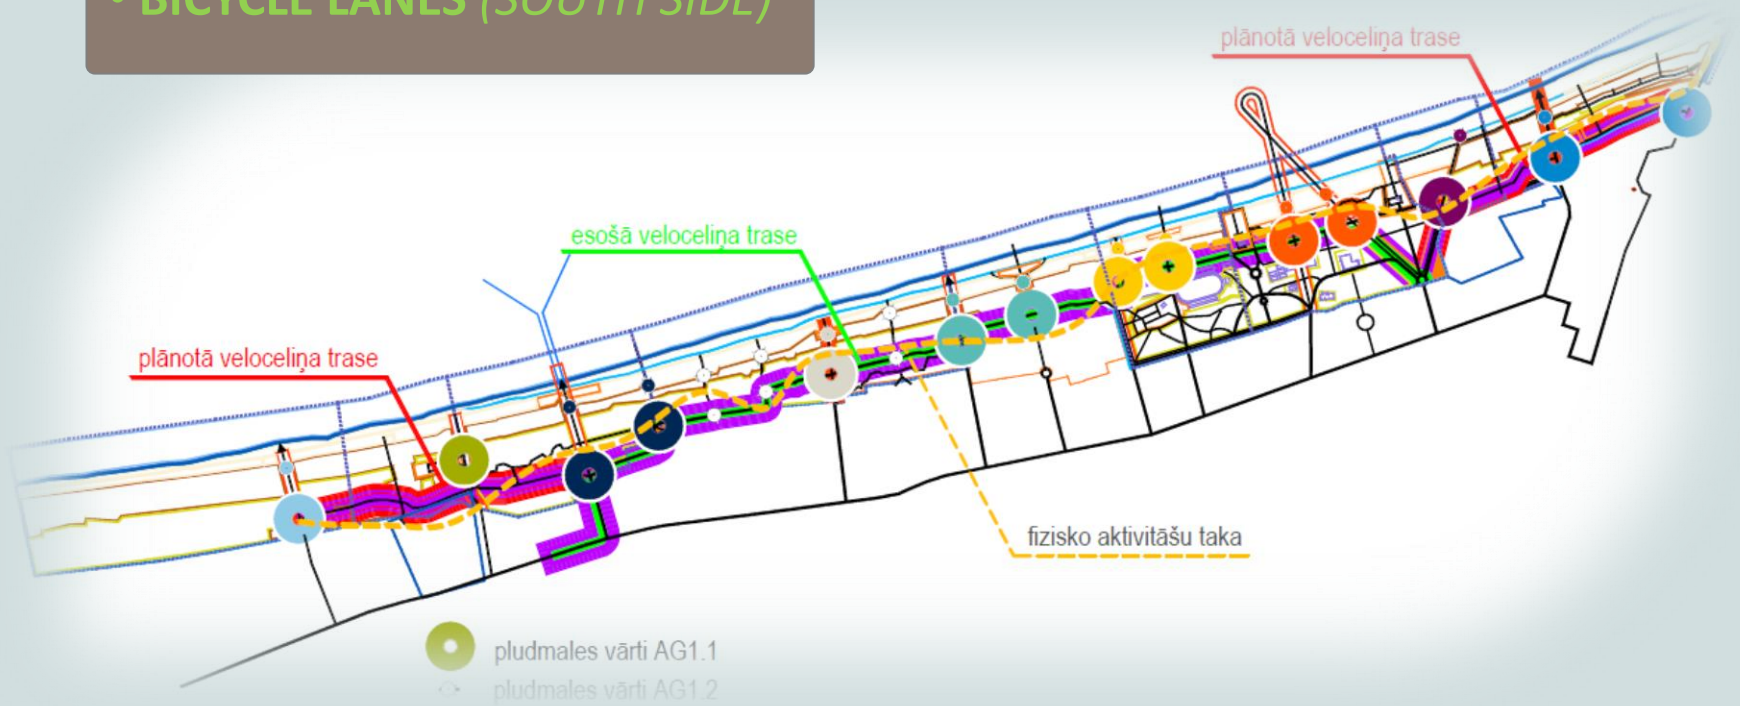 • BICYCLE LANES (SOUTH SIDE)
plānotā veloceliņa trase
esošā veloceliņa trase
plānotā veloceliņa trase
fizisko aktivitāšu taka
pludmales vārti AG1.1
pludmales vārti AG1.2